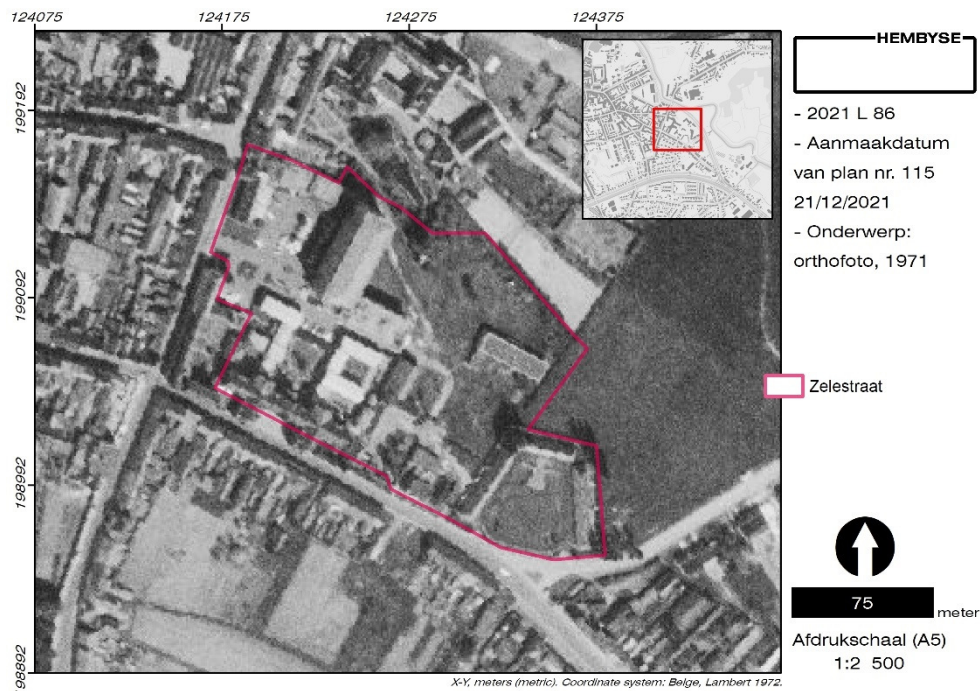 124075
124175
124275
124375
199192
199092
198992
98892
HEMBYSE
- 2021 L 86
- Aanmaakdatum
van plan nr. 115
21/12/2021
- Onderwerp:
orthofoto, 1971
Zelestraat
75
meter
Afdrukschaal (A5)
1:2 500
X-Y, meters (metric). Coordinate system: Belge, Lambert 1972.